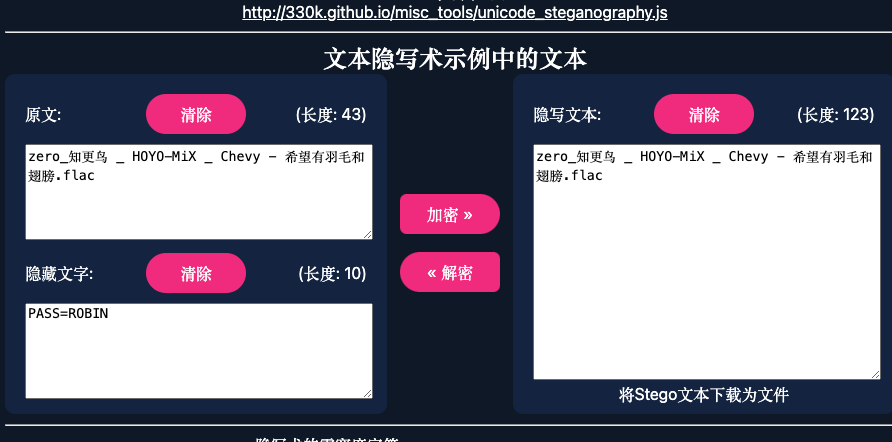 http://330k.github.io/misc_tools/unicode_steganography.js
文本隐写术示例中的文本
原文:
清除
(长度: 43)
zero_知更鸟 _ HOYO-MiX _ Chevy - 希望有羽毛和
翅膀.flac
隐藏文字:
清除
(长度: 10)
PASS=ROBIN
加密 »
« 解密
隐写文本:
清除
(长度: 123)
zero_知更鸟 _ HOYO-MiX _ Chevy - 希望有羽毛和
翅膀.flac
将Stego文本下载为文件